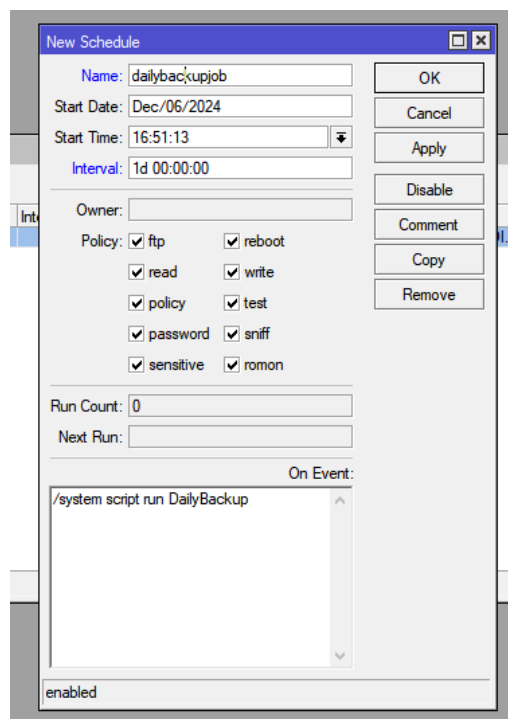 New Schedule
Name: dailybackupjob
OK
Start Date: Dec/06/2024
Cancel
Start Time: 16:51:13
Apply
Interval: 1d 00:00:00
Disable
Owner:
Comment
Policy: ftp reboot
Copy
read write
Remove
policy test
password sniff
sensitive romon
Run Count: 0
Next Run:
On Event:
/system script run DailyBackup
enabled
Inte